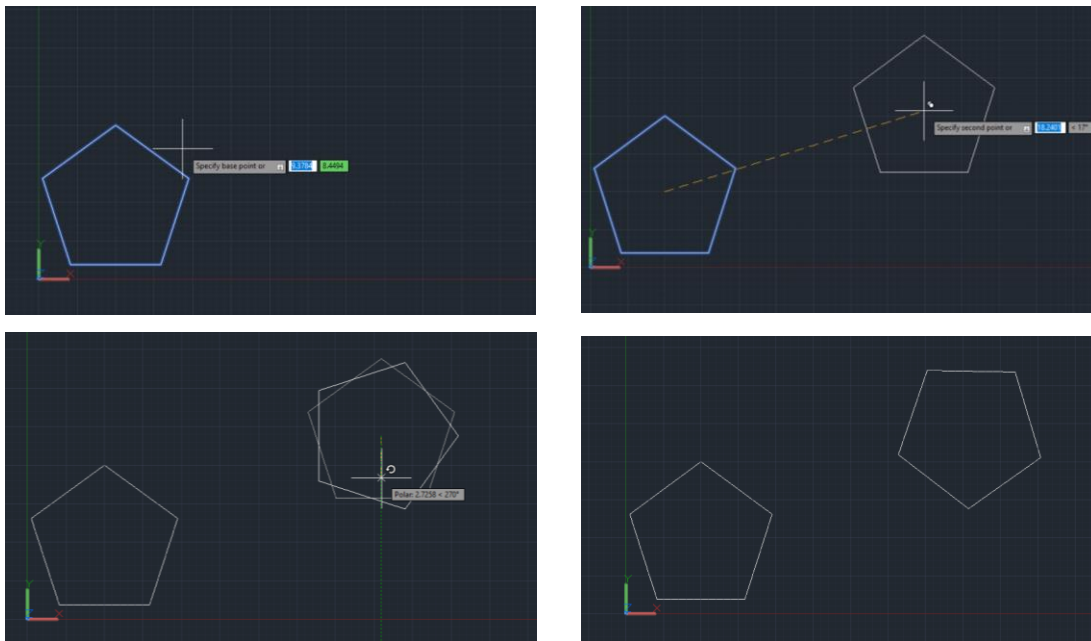 Specify base point or 8.4494
Specify second point or < 17°
Polar: 2.7258 < 270°
Y
X
Y
X
Y
X
Y
X